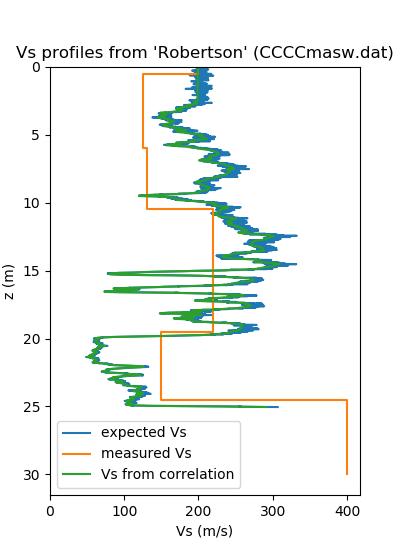 Vs profiles from 'Robertson' (CCCCmasw.dat)
0
5
10
15
20
25
30
z (m)
expected Vs
measured Vs
Vs from correlation
0 100 200 300 400
Vs (m/s)